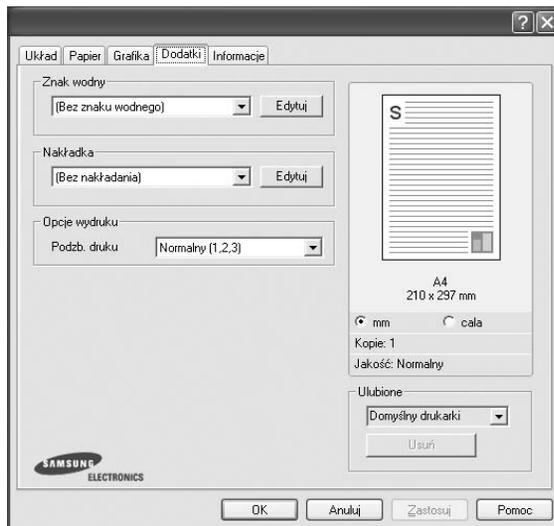 Układ Papier Grafika Dodatki Informacje
Znak wodny
(Bez znaku wodnego) Edytuj
Nakładka
(Bez nakładania) Edytuj
Opcje wydruku
Podzb. druku Normalny (1,2,3)
S
A4
210 x 297 mm
mm cala
Kopie: 1
Jakość: Normalny
Ulubione
Domyślny drukarki
Usuń
SAMSUNG
ELECTRONICS
OK Anuluj Zastosuj Pomoc